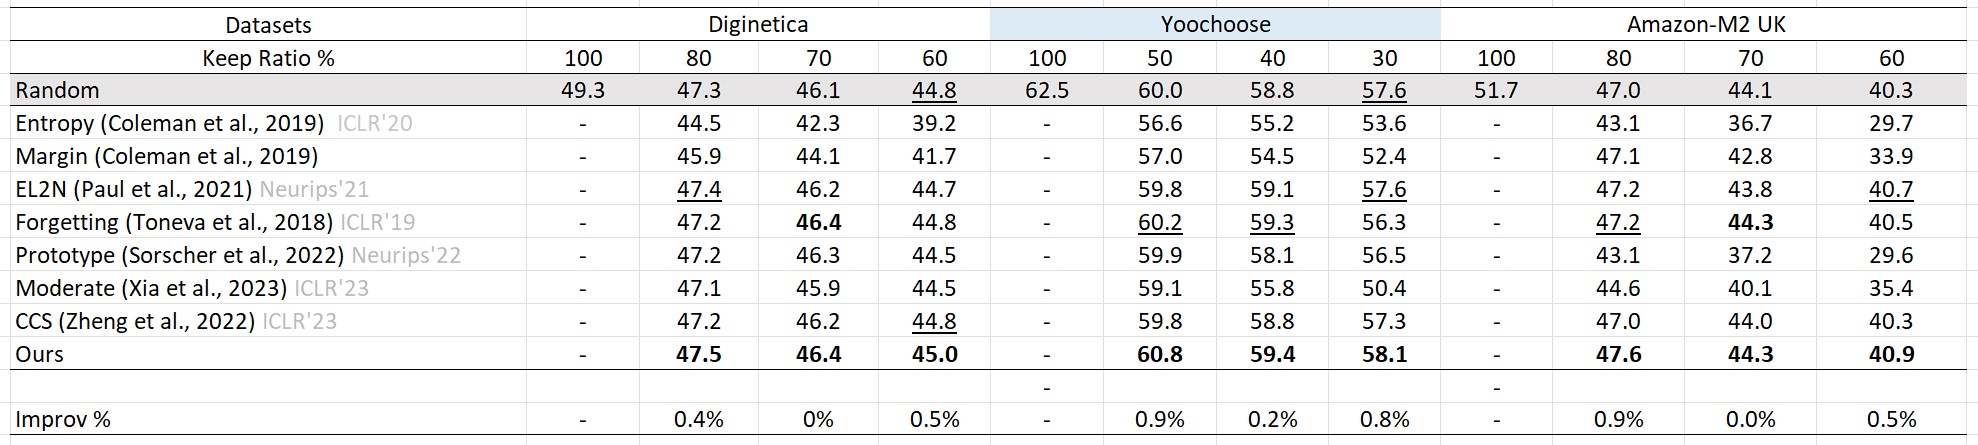 Datasets Diginetica Yoochoose Amazon-M2 UK
Keep Ratio % 100 80 70 60 100 50 40 30 100 80 70 60
Random 49.3 47.3 46.1 44.8 62.5 60.0 58.8 57.6 51.7 47.0 44.1 40.3
Entropy (Coleman et al., 2019) ICLR'20 - 44.5 42.3 39.2 - 56.6 55.2 53.6 - 43.1 36.7 29.7
Margin (Coleman et al., 2019) - 45.9 44.1 41.7 - 57.0 54.5 52.4 - 47.1 42.8 33.9
EL2N (Paul et al., 2021) Neurips'21 - 47.4 46.2 44.7 - 59.8 59.1 57.6 - 47.2 43.8 40.7
Forgetting (Toneva et al., 2018) ICLR'19 - 47.2 46.4 44.8 - 60.2 59.3 56.3 - 47.2 44.3 40.5
Prototype (Sorscher et al., 2022) Neurips'22 - 47.2 46.3 44.5 - 59.9 58.1 56.5 - 43.1 37.2 29.6
Moderate (Xia et al., 2023) ICLR'23 - 47.1 45.9 44.5 - 59.1 55.8 50.4 - 44.6 40.1 35.4
CCS (Zheng et al., 2022) ICLR'23 - 47.2 46.2 44.8 - 59.8 58.8 57.3 - 47.0 44.0 40.3
Ours - 47.5 46.4 45.0 - 60.8 59.4 58.1 - 47.6 44.3 40.9
- -
Improv % - 0.4% 0% 0.5% - 0.9% 0.2% 0.8% - 0.9% 0.0% 0.5%